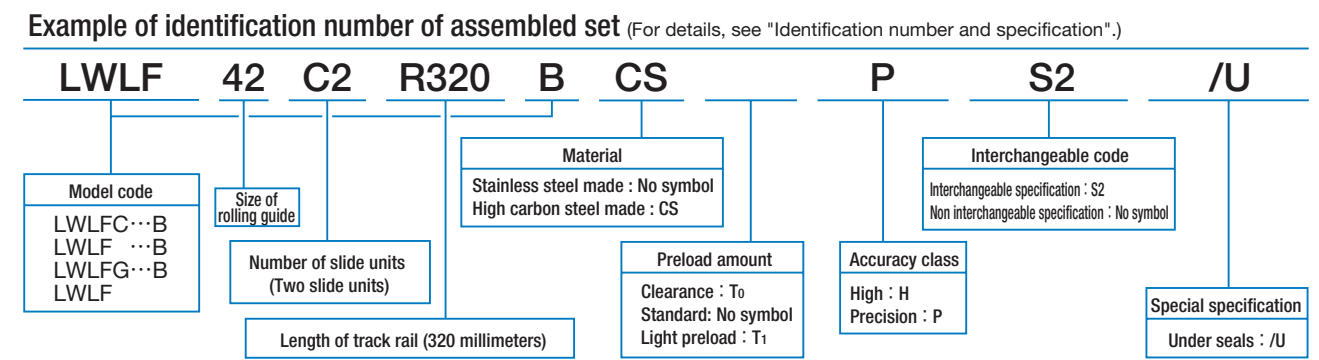 Example of identification number of assembled set (For details, see "Identification number and specification".)
LWLF 42 C2 R320 B CS P S2 /U
Model code
LWLFC⋯B
LWLF ⋯B
LWLFG⋯B
LWLF
Size of
rolling guide
Number of slide units
(Two slide units)
Length of track rail (320 millimeters)
Material
Stainless steel made : No symbol
High carbon steel made : CS
Preload amount
Clearance : T₀
Standard: No symbol
Light preload : T₁
Accuracy class
High : H
Precision : P
Interchangeable code
Interchangeable specification : S2
Non interchangeable specification : No symbol
Special specification
Under seals : /U